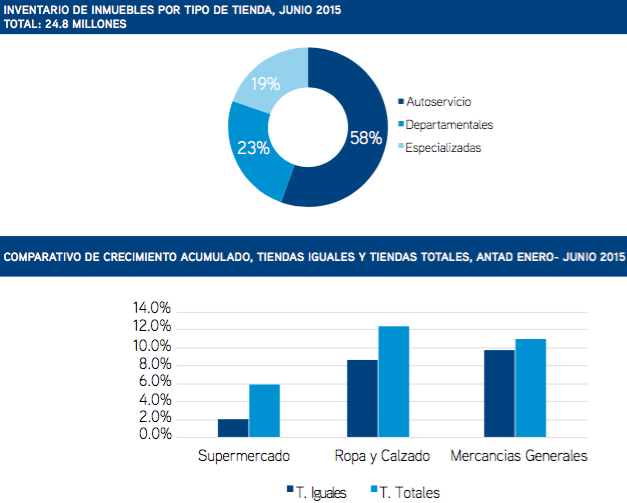 INVENTARIO DE INMUEBLES POR TIPO DE TIENDA, JUNIO 2015
TOTAL: 24.8 MILLONES
19%
23%
58%
Autoservicio
Departamentales
Especializadas
COMPARATIVO DE CRECIMIENTO ACUMULADO, TIENDAS IGUALES Y TIENDAS TOTALES, ANTAD ENERO- JUNIO 2015
14.0%
12.0%
10.0%
8.0%
6.0%
4.0%
2.0%
0.0%
Supermercado Ropa y Calzado Mercancias Generales
T. Iguales T. Totales